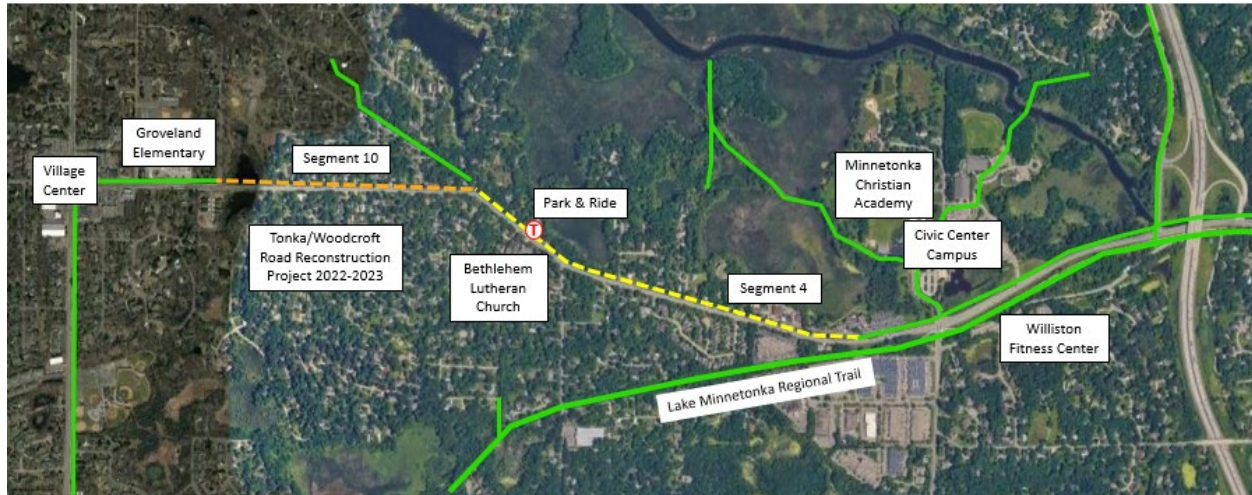 Groveland
Elementary
Village
Center
Segment 10
Tonka/Woodcroft
Road Reconstruction
Project 2022-2023
Park & Ride
T
Bethlehem
Lutheran
Church
Segment 4
Minnetonka
Christian
Academy
Civic Center
Campus
Williston
Fitness Center
Lake Minnetonka Regional Trail